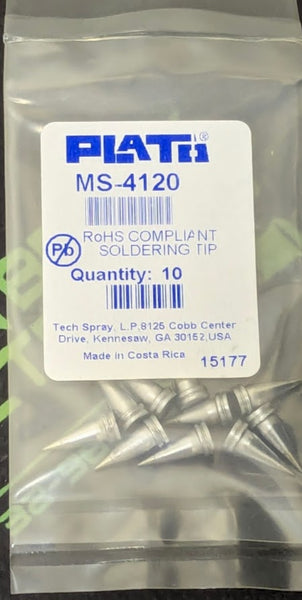 PLATO®
MS-4120
Pb
RoHS COMPLIANT
SOLDERING TIP
Quantity: 10
Tech Spray, L.P,8125 Cobb Center
Drive, Kennesaw, GA 30152,USA
Made in Costa Rica
15177